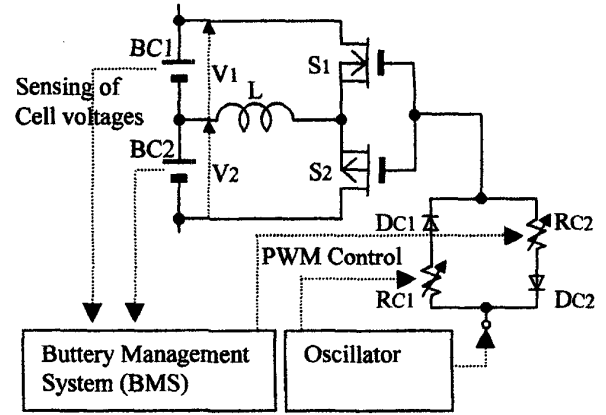 BC1
Sensing of
Cell voltages
V1
L
S1
BC2
V2
S2
DC1
RC2
PWM Control
RC1
DC2
Buttery Management
System (BMS)
Oscillator